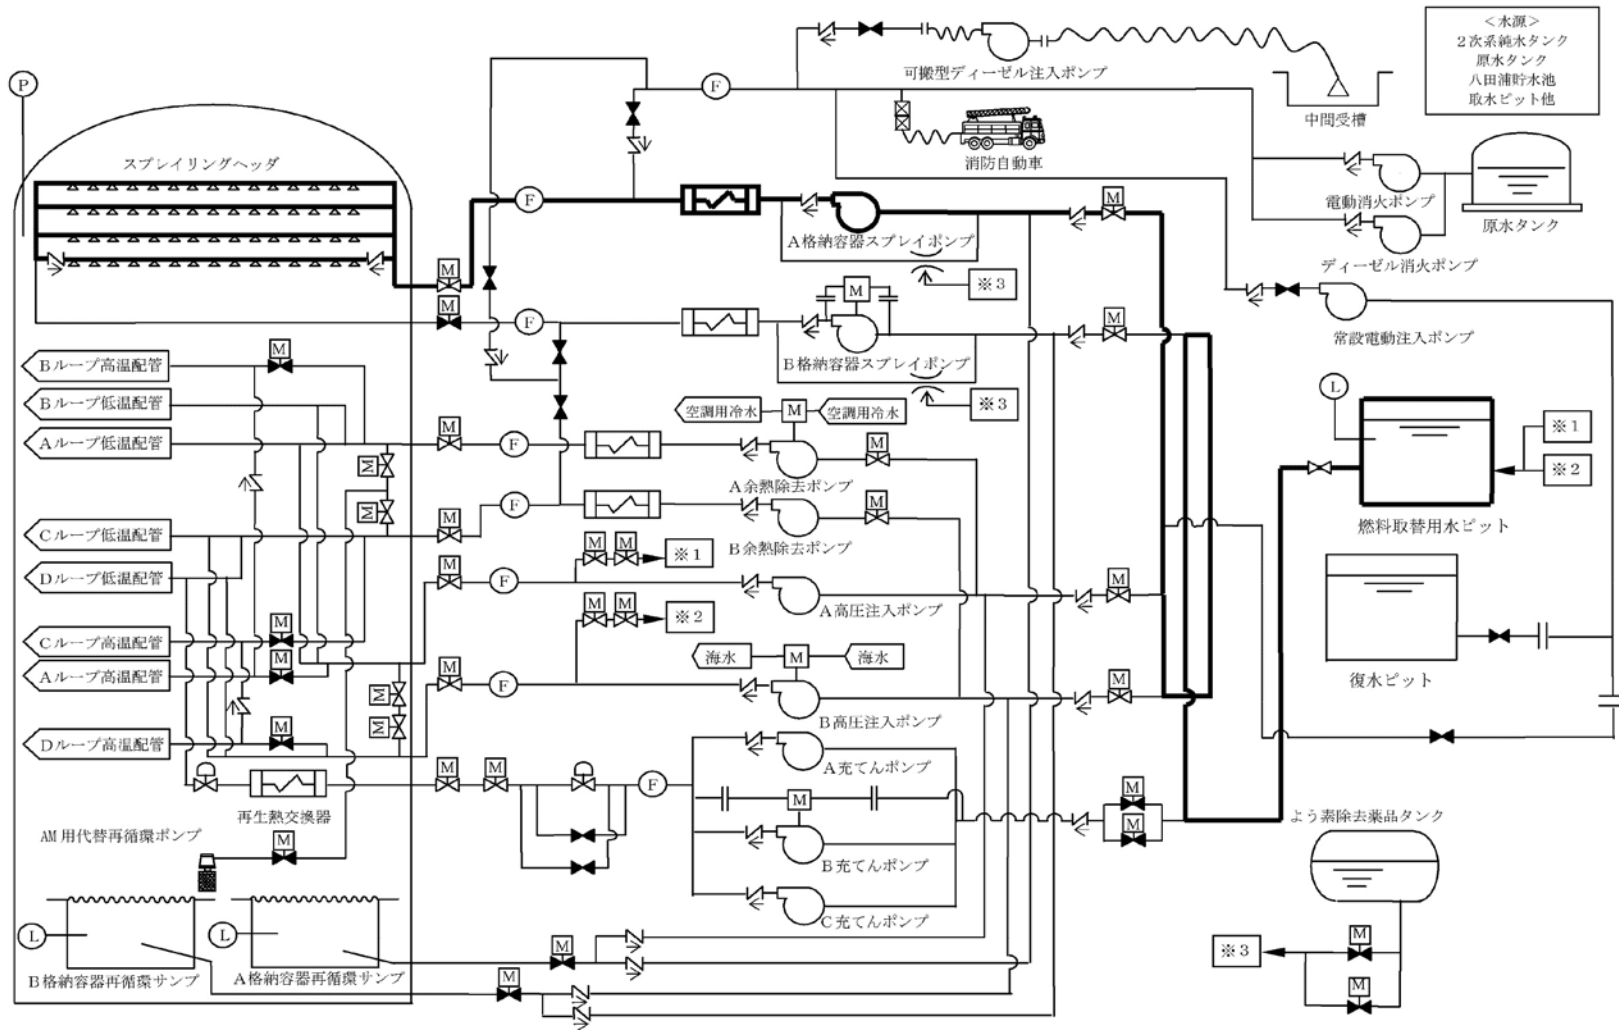 <水源>
2次系純水タンク
原水タンク
八田浦貯水池
取水ピット他
可搬型ディーゼル注入ポンプ
中間受槽
P
F
消防自動車
スプレイリングヘッダ
電動消火ポンプ
原水タンク
M
F
A格納容器スプレイポンプ
ディーゼル消火ポンプ
M
※3
M
M
F
M
常設電動注入ポンプ
B格納容器スプレイポンプ
Bループ高温配管
M
※3
L
Bループ低温配管
空調用冷水
M
空調用冷水
※1
Aループ低温配管
M
F
M
※2
M
A余熱除去ポンプ
M
燃料取替用水ピット
Cループ低温配管
M
F
M
B余熱除去ポンプ
M
M
※1
Dループ低温配管
M
F
M
A高圧注入ポンプ
M
M
※2
Cループ高温配管
M
海水
M
海水
Aループ高温配管
M
M
F
M
復水ピット
M
M
B高圧注入ポンプ
Dループ高温配管
M
A充てんポンプ
M
M
F
M
M
再生熱交換器
よう素除去薬品タンク
AM用代替再循環ポンプ
M
M
B充てんポンプ
C充てんポンプ
L
L
M
※3
M
B格納容器再循環サンプ
A格納容器再循環サンプ
M
M